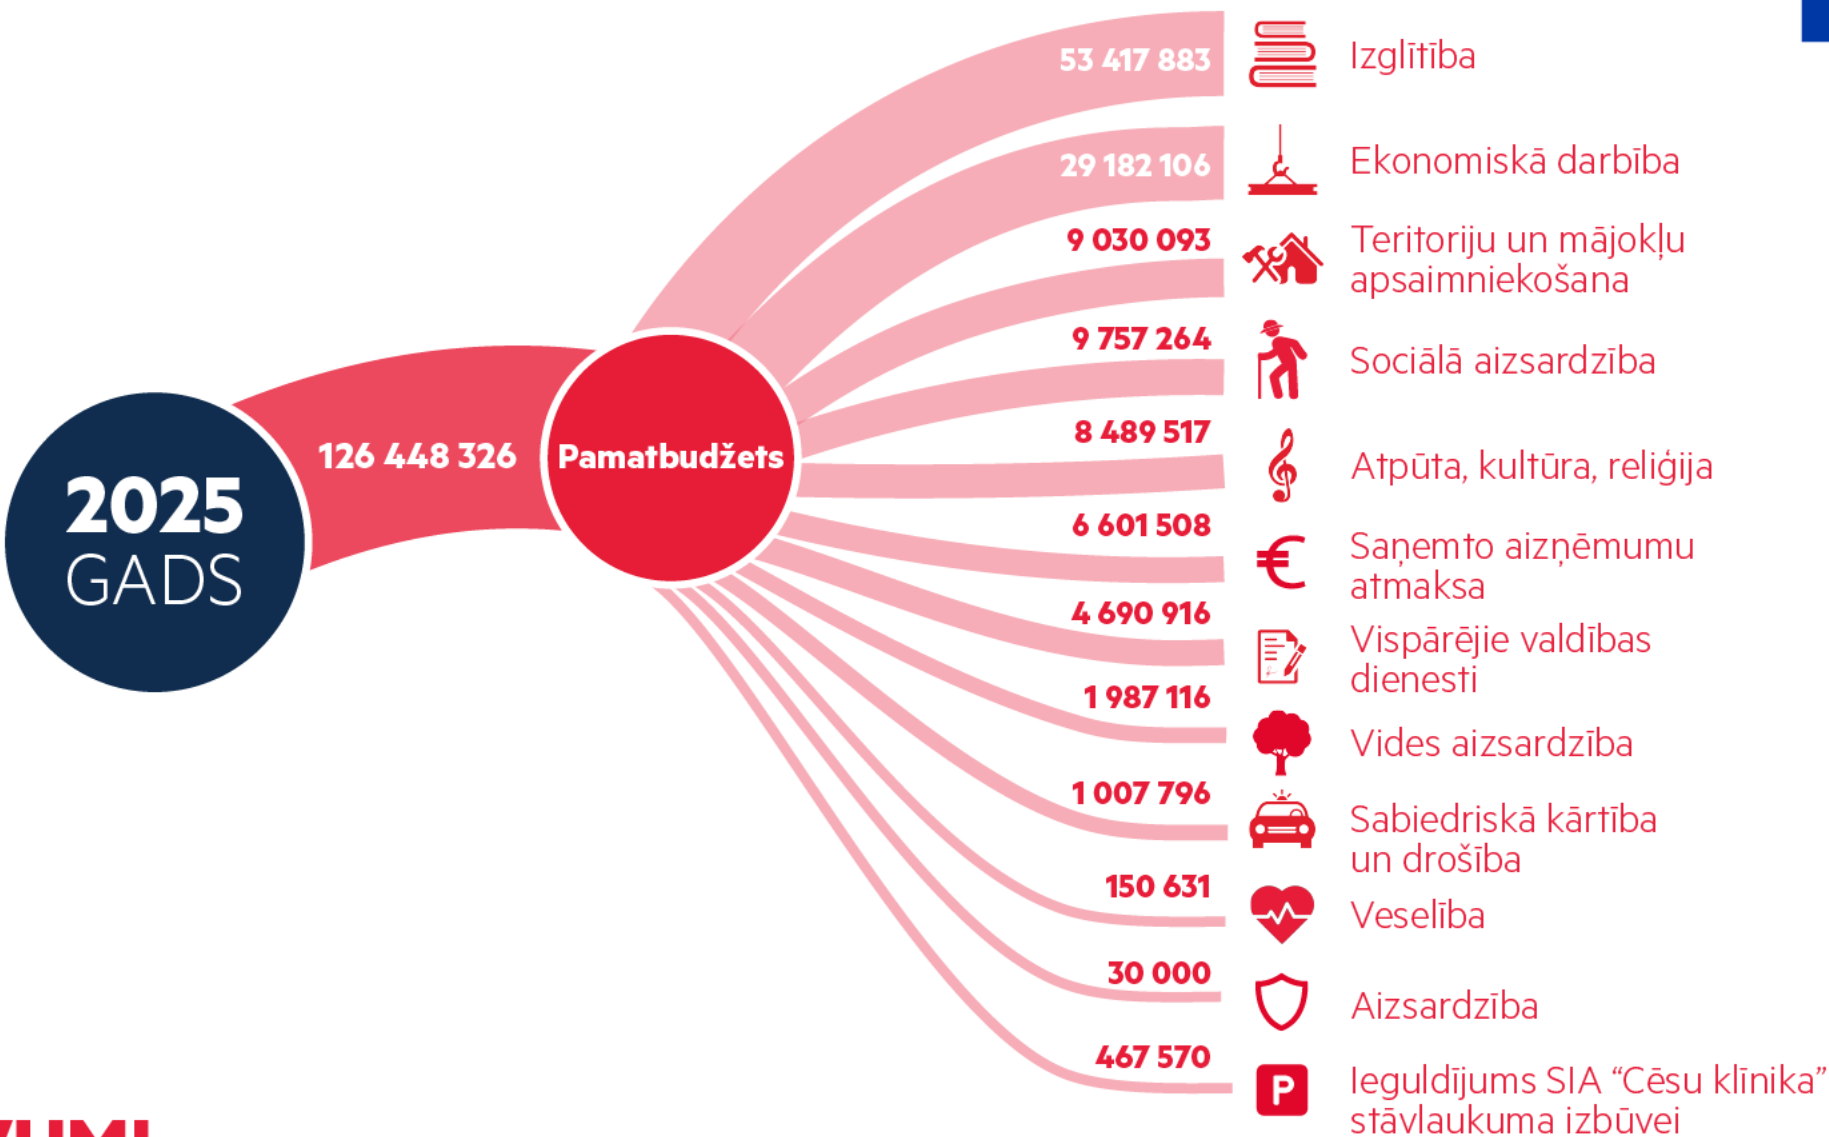 2025
GADS
126 448 326
Pamatbudžets
53 417 883
Izglītība
29 182 106
Ekonomiskā darbība
9 030 093
Teritoriju un mājokļu
apsaimniekošana
9 757 264
Sociālā aizsardzība
8 489 517
Atpūta, kultūra, reliģija
6 601 508
Saņemto aizņēmumu
atmaksa
4 690 916
Vispārējie valdības
dienesti
1 987 116
Vides aizsardzība
1 007 796
Sabiedriskā kārtība
un drošība
150 631
Veselība
30 000
Aizsardzība
467 570
P
Ieguldījums SIA “Cēsu klīnika”
stāvlaukuma izbūvei